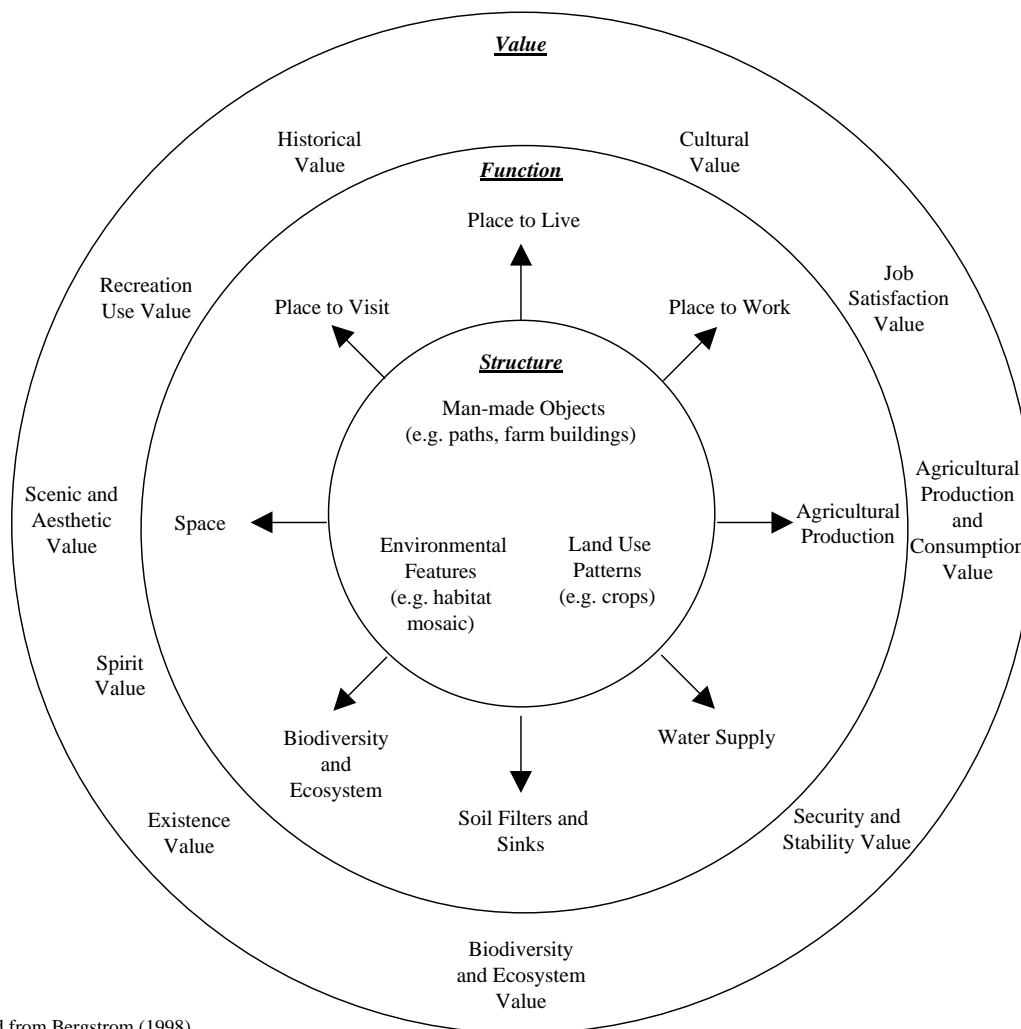 Value
Historical
Value
Cultural
Value
Function
Place to Live
Recreation
Use Value
Job
Satisfaction
Value
Place to Visit
Place to Work
Structure
Man-made Objects
(e.g. paths, farm buildings)
Scenic and
Aesthetic
Value
Space
Environmental
Features
(e.g. habitat
mosaic)
Land Use
Patterns
(e.g. crops)
Agricultural
Production
Agricultural
Production
and
Consumption
Value
Spirit
Value
Biodiversity
and
Ecosystem
Water Supply
Soil Filters and
Sinks
Existence
Value
Security and
Stability Value
Biodiversity
and Ecosystem
Value
from Bergstrom (1998)